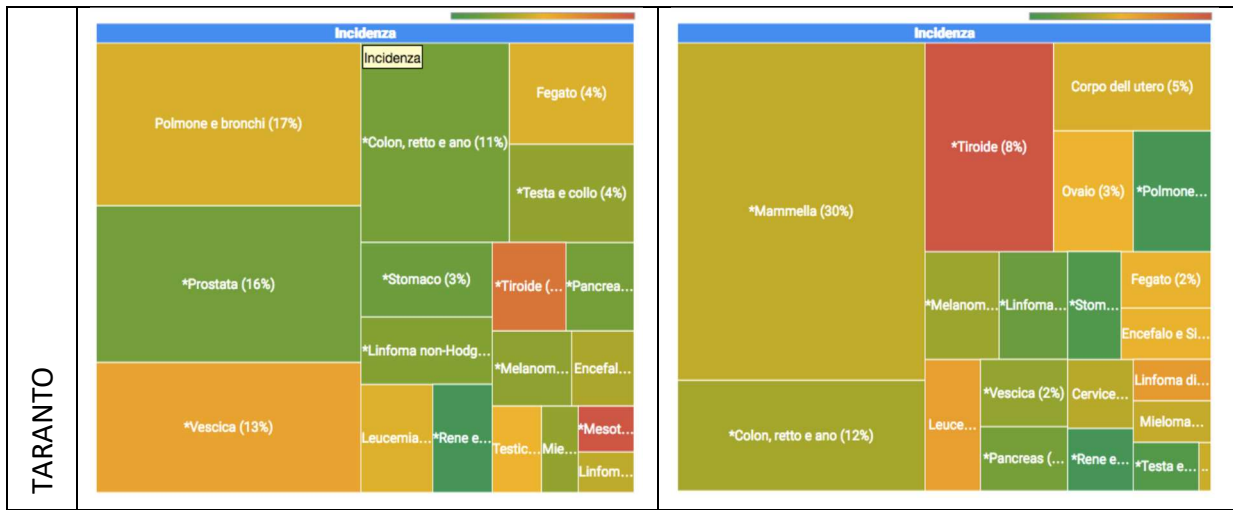 TARANTO
Incidenza
Incidenza
Polmone e bronchi (17%)
*Colon, retto e ano (11%)
Fegato (4%)
*Testa e collo (4%)
*Prostata (16%)
*Stomaco (3%)
*Tiroide (...
*Pancrea...
*Linfoma non-Hodg...
*Melanom...
Encefal...
*Vescica (13%)
Leucemia...
*Rene e...
Testic...
Mie...
*Mesot...
Linfom...
Incidenza
*Mammella (30%)
*Tiroide (8%)
Corpo dell utero (5%)
Ovaio (3%)
*Polmone...
*Melanom...
*Linfoma...
*Stom...
Fegato (2%)
Encefalo e Si...
*Colon, retto e ano (12%)
Leuce...
*Vescica (2%)
Cervice...
Linfoma di...
Mieloma...
*Pancreas (...
*Rene e...
*Testa e...
...